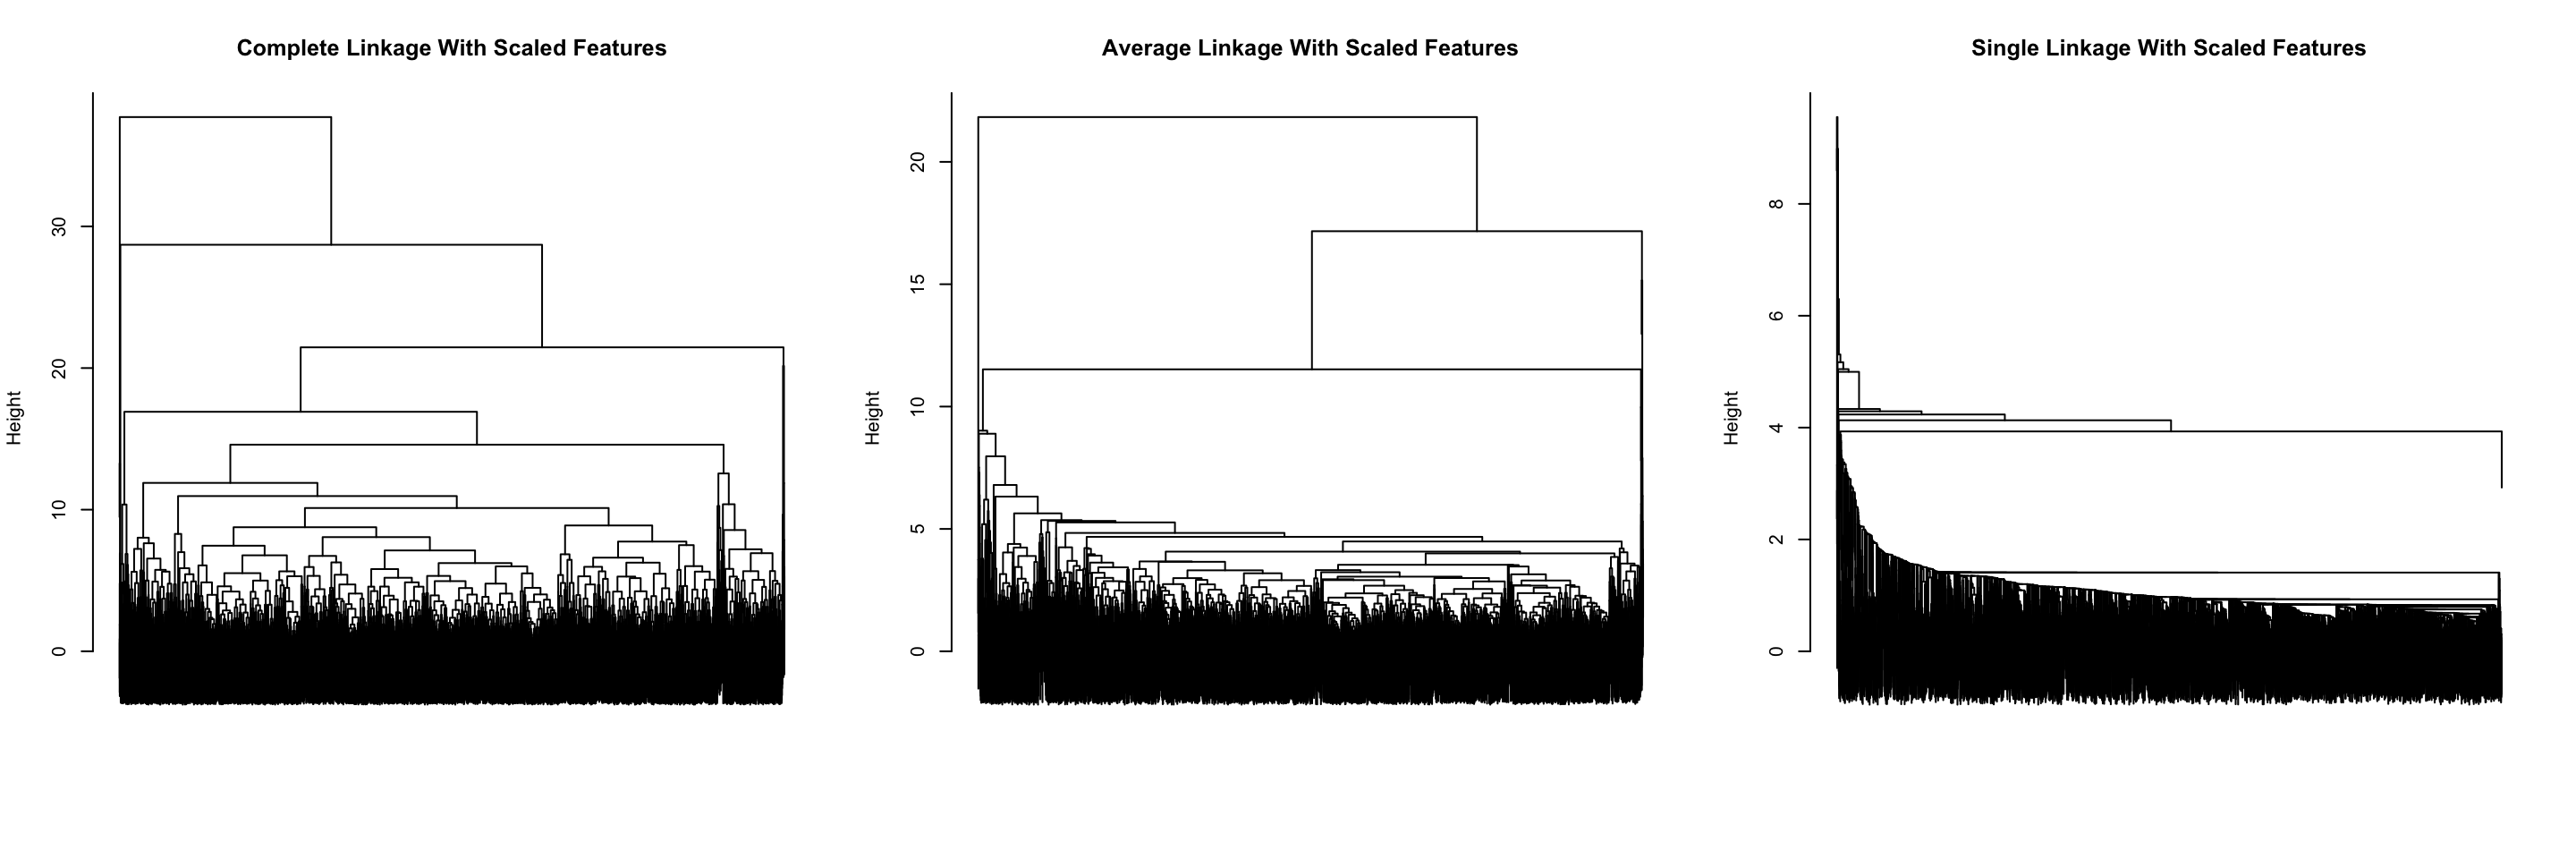 Complete Linkage With Scaled Features
Height
30
20
10
0
Average Linkage With Scaled Features
Height
20
15
10
5
0
Single Linkage With Scaled Features
Height
8
6
4
2
0